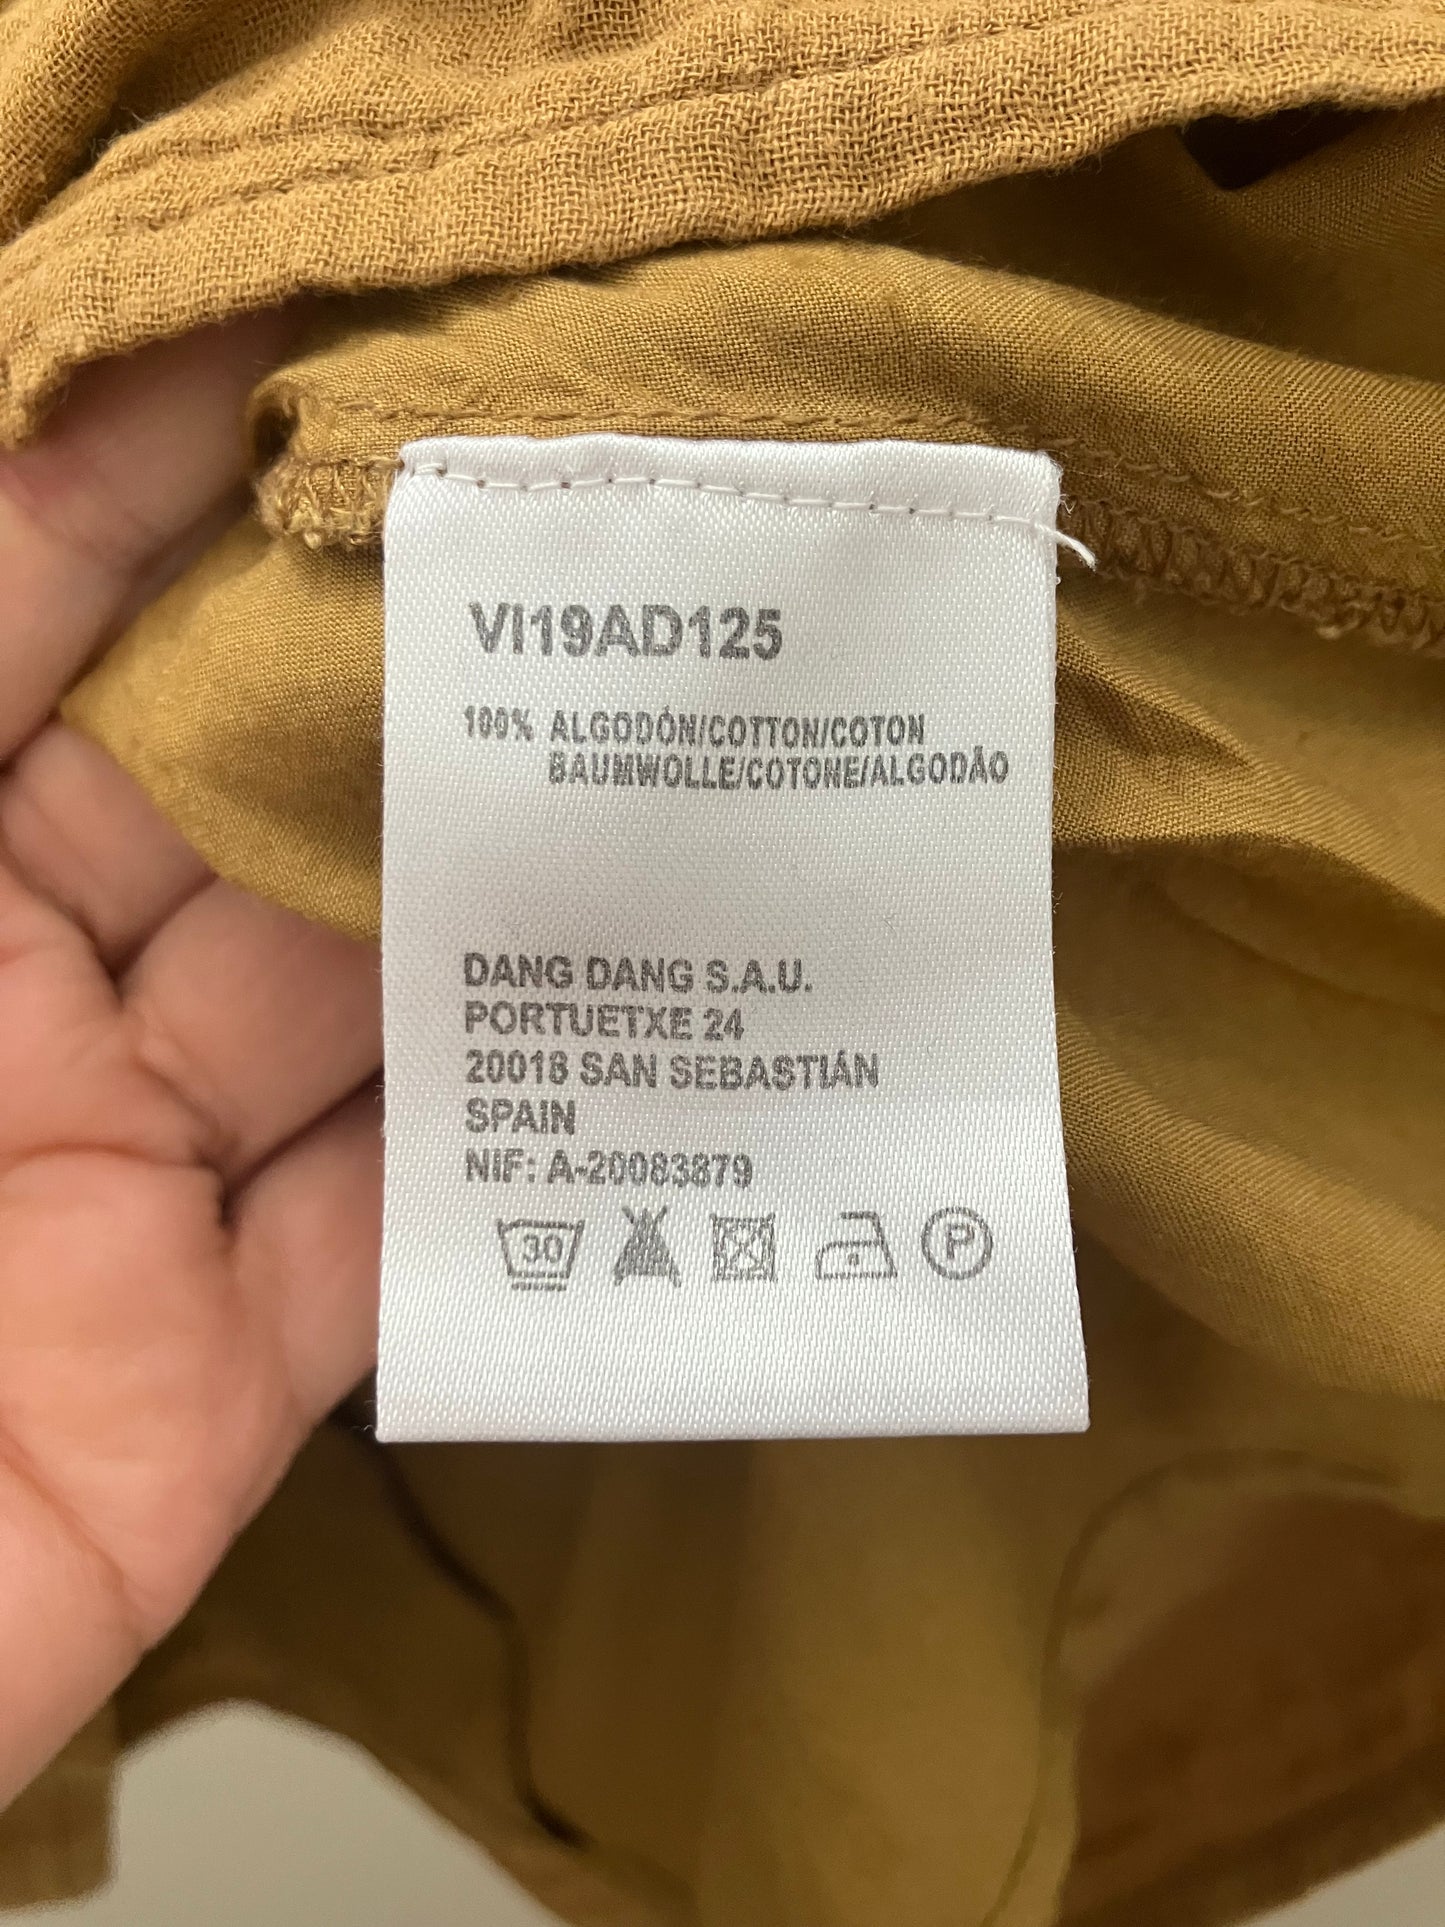 VI19AD125
100% ALGODÓN/COTTON/COTON
BAUMWOLLE/COTONE/ALGODÃO
DANG DANG S.A.U.
PORTUETXE 24
20018 SAN SEBASTIÁN
SPAIN
NIF: A-20083879
30 P